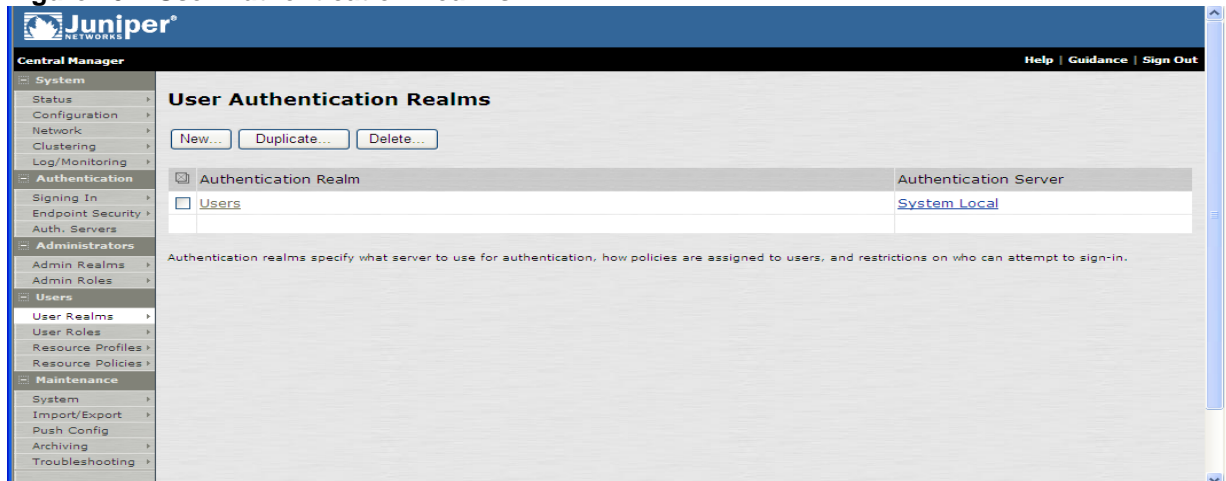 Juniper®
NETWORKS
Central Manager
Help | Guidance | Sign Out
System
Status
Configuration
Network
Clustering
Log/Monitoring
Authentication
Signing In
Endpoint Security
Auth. Servers
Administrators
Admin Realms
Admin Roles
Users
User Realms
User Roles
Resource Profiles
Resource Policies
Maintenance
System
Import/Export
Push Config
Archiving
Troubleshooting
User Authentication Realms
New... Duplicate... Delete...
Authentication Realm Authentication Server
Users System Local
Authentication realms specify what server to use for authentication, how policies are assigned to users, and restrictions on who can attempt to sign-in.